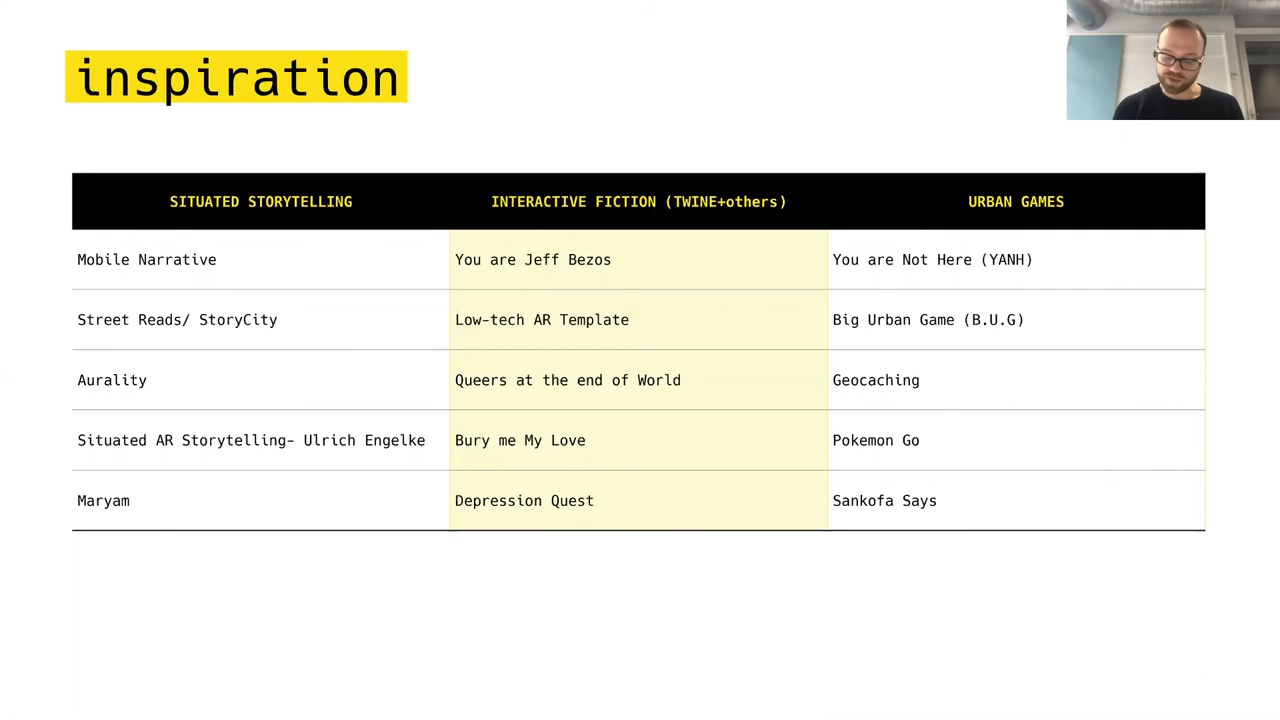 inspiration
SITUATED STORYTELLING INTERACTIVE FICTION (TWINE+others) URBAN GAMES
Mobile Narrative You are Jeff Bezos You are Not Here (YANH)
Street Reads/ StoryCity Low-tech AR Template Big Urban Game (B.U.G)
Aurality Queers at the end of World Geocaching
Situated AR Storytelling- Ulrich Engelke Bury me My Love Pokemon Go
Maryam Depression Quest Sankofa Says